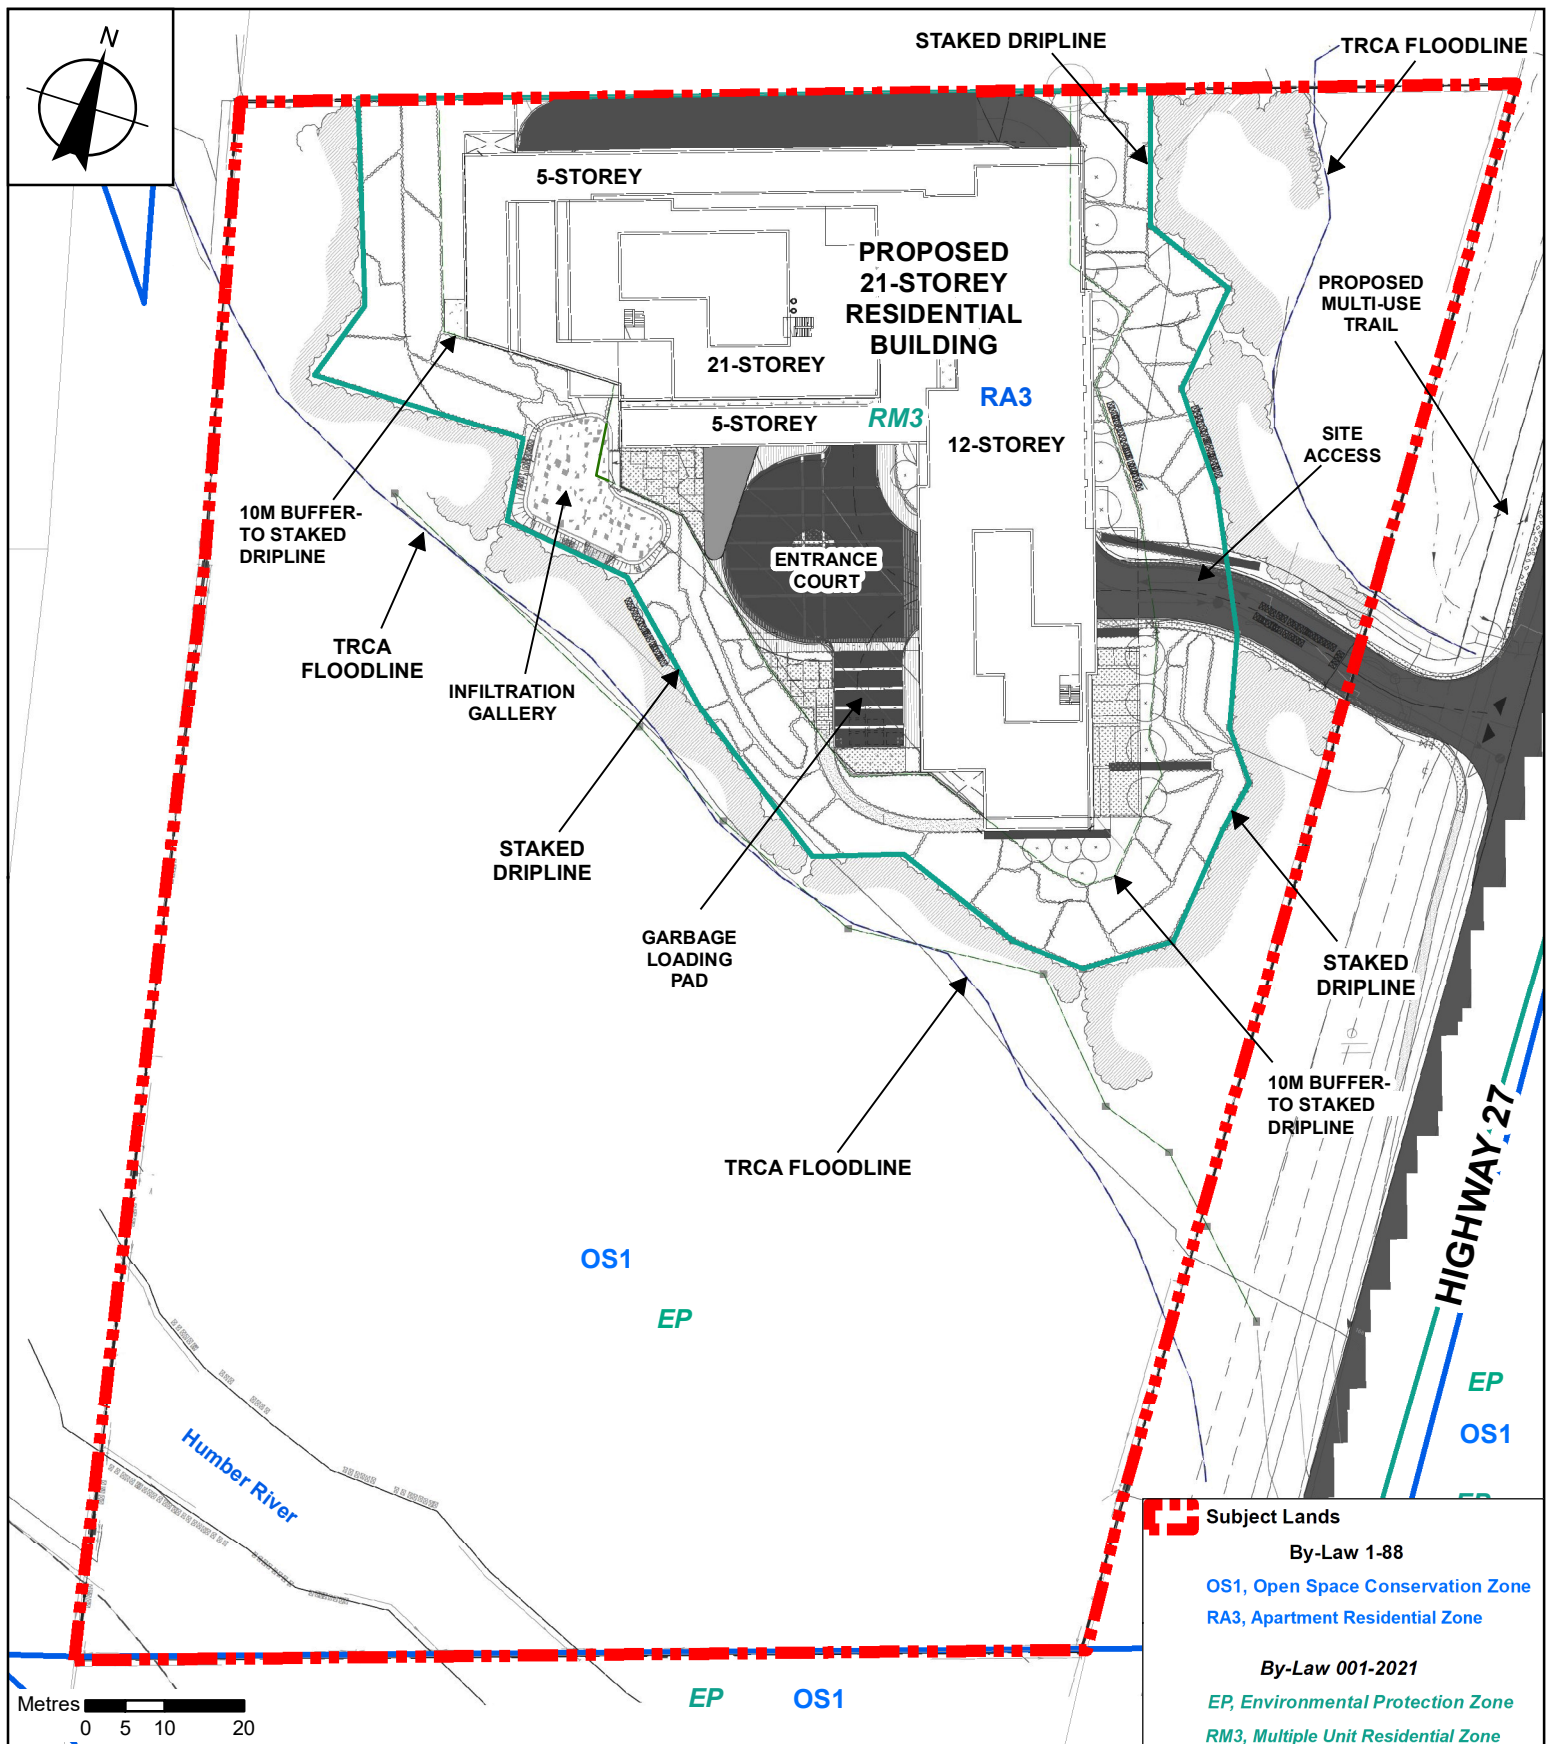 N
STAKED DRIPLINE
TRCA FLOODLINE
5-STOREY
PROPOSED
21-STOREY
RESIDENTIAL
BUILDING
PROPOSED
MULTI-USE
TRAIL
21-STOREY
RA3
RM3
5-STOREY
12-STOREY
SITE
ACCESS
10M BUFFER-
TO STAKED
DRIPLINE
ENTRANCE
COURT
TRCA
FLOODLINE
INFILTRATION
GALLERY
STAKED
DRIPLINE
GARBAGE
LOADING
PAD
STAKED
DRIPLINE
10M BUFFER-
TO STAKED
DRIPLINE
TRCA FLOODLINE
HIGHWAY 27
OS1
EP
EP
OS1
Humber River
EP
OS1
Metres
0 5 10 20
Subject Lands
By-Law 1-88
OS1, Open Space Conservation Zone
RA3, Apartment Residential Zone
By-Law 001-2021
EP, Environmental Protection Zone
RM3, Multiple Unit Residential Zone